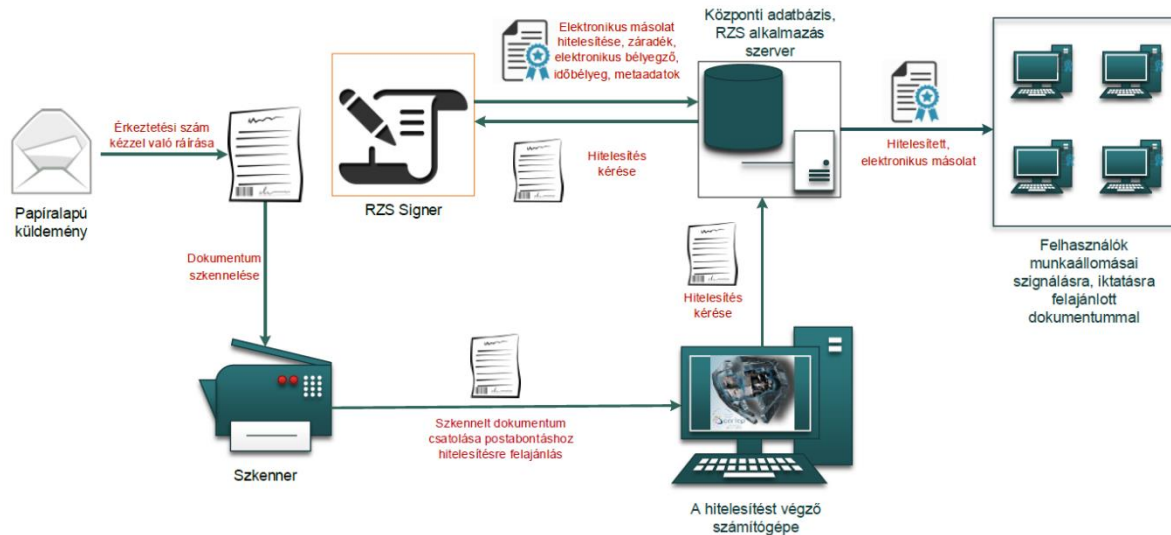 Papíralapú
küldemény
Érkeztetési szám
kézzel való ráírása
Dokumentum
szkennelése
Szkenner
Szkennelt dokumentum
csatolása postabontáshoz
hitelesítésre felajánlás
A hitelesítést végző
számítógépe
Hitelesítés
kérése
Központi adatbázis,
RZS alkalmazás
szerver
Hitelesítés
kérése
RZS Signer
Elektronikus másolat
hitelesítése, záradék,
elektronikus bélyegző,
időbélyeg, metaadatok
Hitelesített,
elektronikus másolat
Felhasználók
munkaállomásai
szignálásra, iktatásra
felajánlott
dokumentummal